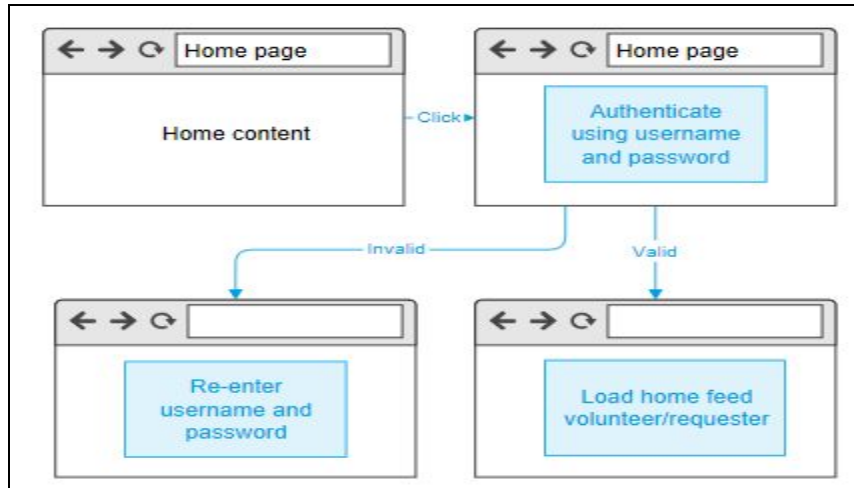 Home page
Home content
Click
Home page
Authenticate
using username
and password
Invalid
Valid
Re-enter
username and
password
Load home feed
volunteer/requester